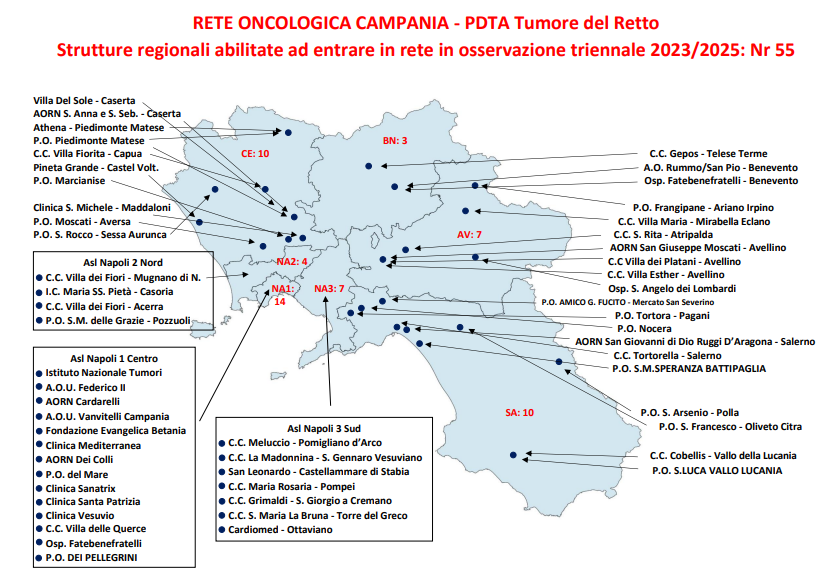 RETE ONCOLOGICA CAMPANIA - PDTA Tumore del Retto
Strutture regionali abilitate ad entrare in rete in osservazione triennale 2023/2025: Nr 55
Villa Del Sole - Caserta
AORN S. Anna e S. Seb. - Caserta
Athena - Piedimonte Matese
P.O. Piedimonte Matese
C.C. Villa Fiorita - Capua
Pineta Grande - Castel Volt.
P.O. Marcianise
Clinica S. Michele - Maddaloni
P.O. Moscati - Aversa
P.O. S. Rocco - Sessa Aurunca
CE: 10
BN: 3
AV: 7
NA2: 4
NA1:
14
NA3: 7
SA: 10
C.C. Gepos - Telese Terme
A.O. Rummo/San Pio - Benevento
Osp. Fatebenefratelli - Benevento
P.O. Frangipane - Ariano Irpino
C.C. Villa Maria - Mirabella Eclano
C.C. S. Rita - Atripalda
AORN San Giuseppe Moscati - Avellino
C.C Villa dei Platani - Avellino
C.C. Villa Esther - Avellino
Osp. S. Angelo dei Lombardi
P.O. AMICO G. FUCITO - Mercato San Severino
P.O. Tortora - Pagani
P.O. Nocera
AORN San Giovanni di Dio Ruggi D'Aragona - Salerno
C.C. Tortorella - Salerno
P.O. S.M.SPERANZA BATTIPAGLIA
P.O. S. Arsenio - Polla
P.O. S. Francesco - Oliveto Citra
C.C. Cobellis - Vallo della Lucania
P.O. S.LUCA VALLO LUCANIA
Asl Napoli 2 Nord
C.C. Villa dei Fiori - Mugnano di N.
I.C. Maria SS. Pietà - Casoria
C.C. Villa dei Fiori - Acerra
P.O. S.M. delle Grazie - Pozzuoli
Asl Napoli 1 Centro
Istituto Nazionale Tumori
A.O.U. Federico II
AORN Cardarelli
A.O.U. Vanvitelli Campania
Fondazione Evangelica Betania
Clinica Mediterranea
AORN Dei Colli
P.O. del Mare
Clinica Sanatrix
Clinica Santa Patrizia
Clinica Vesuvio
C.C. Villa delle Querce
Osp. Fatebenefratelli
P.O. DEI PELLEGRINI
Asl Napoli 3 Sud
C.C. Meluccio - Pomigliano d'Arco
C.C. La Madonnina - S. Gennaro Vesuviano
San Leonardo - Castellammare di Stabia
C.C. Maria Rosaria - Pompei
C.C. Grimaldi - S. Giorgio a Cremano
C.C. S. Maria La Bruna - Torre del Greco
Cardiomed - Ottaviano